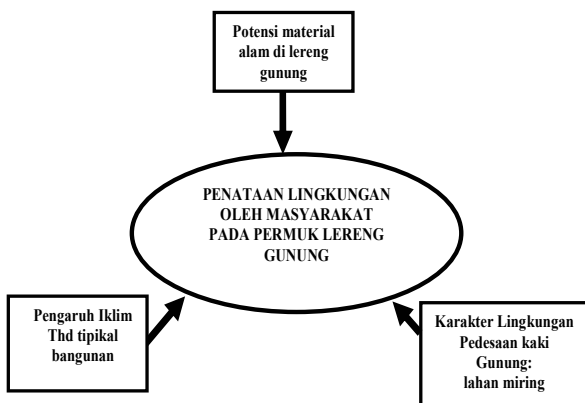 Potensi material
alam di lereng
gunung
PENATAAN LINGKUNGAN
OLEH MASYARAKAT
PADA PERMUK LERENG
GUNUNG
Pengaruh Iklim
Thd tipikal
bangunan
Karakter Lingkungan
Pedesaan kaki
Gunung:
lahan miring